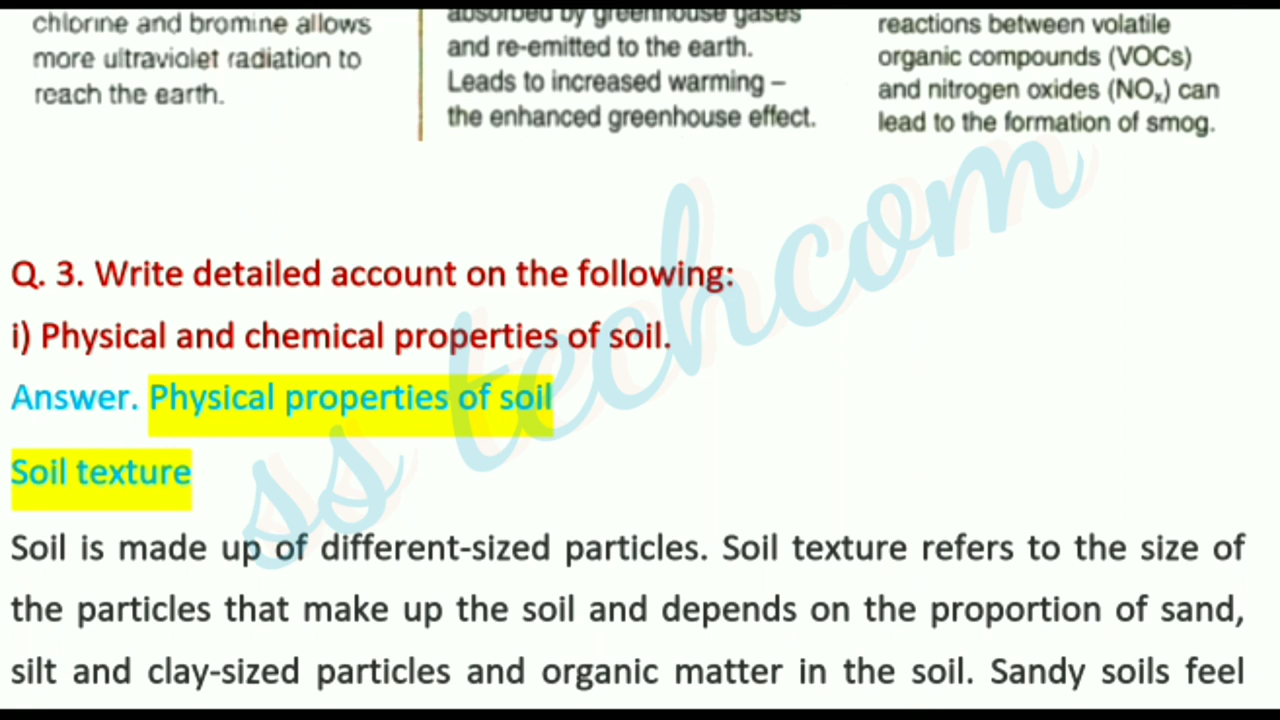 chlorine and bromine allows
more ultraviolet radiation to
reach the earth.
absorbed by greenhouse gases
and re-emitted to the earth.
Leads to increased warming –
the enhanced greenhouse effect.
reactions between volatile
organic compounds (VOCs)
and nitrogen oxides (NOₓ) can
lead to the formation of smog.
ss techcom
Q. 3. Write detailed account on the following:
i) Physical and chemical properties of soil.
Answer. Physical properties of soil
Soil texture
Soil is made up of different-sized particles. Soil texture refers to the size of
the particles that make up the soil and depends on the proportion of sand,
silt and clay-sized particles and organic matter in the soil. Sandy soils feel